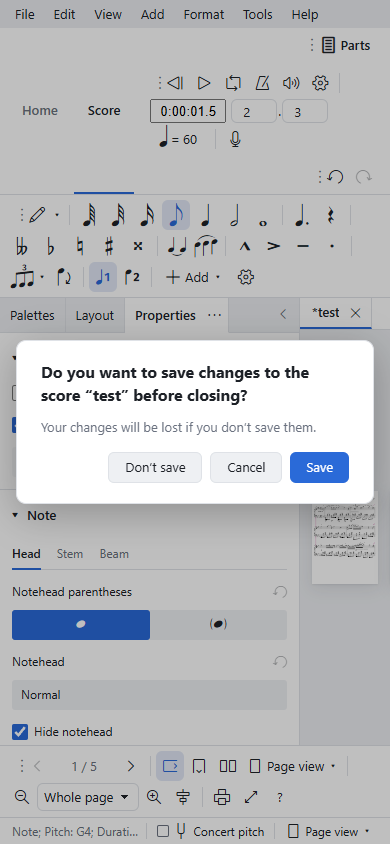 File Edit View Add Format Tools Help
Parts
Home Score 0:00:01.5 2 . 3
= 60
3 1 2 Add
Palettes Layout Properties ··· *test
Do you want to save changes to the
score “test” before closing?
Your changes will be lost if you don’t save them.
Don’t save Cancel Save
Note
Head Stem Beam
Notehead parentheses
Notehead
Normal
Hide notehead
1 / 5 Page view
Whole page ?
Note; Pitch: G4; Durati... Concert pitch Page view